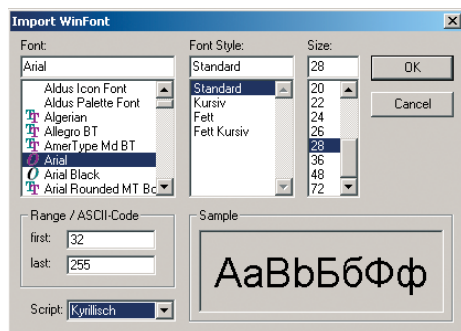 Import WinFont
Font:
Arial
Aldus Icon Font
Aldus Palette Font
Algerian
Allegro BT
AmerType Md BT
Arial
Arial Black
Arial Rounded MT Bo
Font Style:
Standard
Standard
Kursiv
Fett
Fett Kursiv
Size:
28
20
22
24
26
28
36
48
72
OK
Cancel
Range / ASCII-Code
first: 32
last: 255
Script: Kyrillisch
Sample
AaBbБбФф